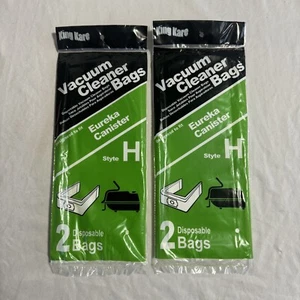 King Kare
Vacuum
Cleaner
Bags
Eureka
Canister
Style H
2 Disposable
Bags
King Kare
Vacuum
Cleaner
Bags
Eureka
Canister
Style H
2 Disposable
Bags